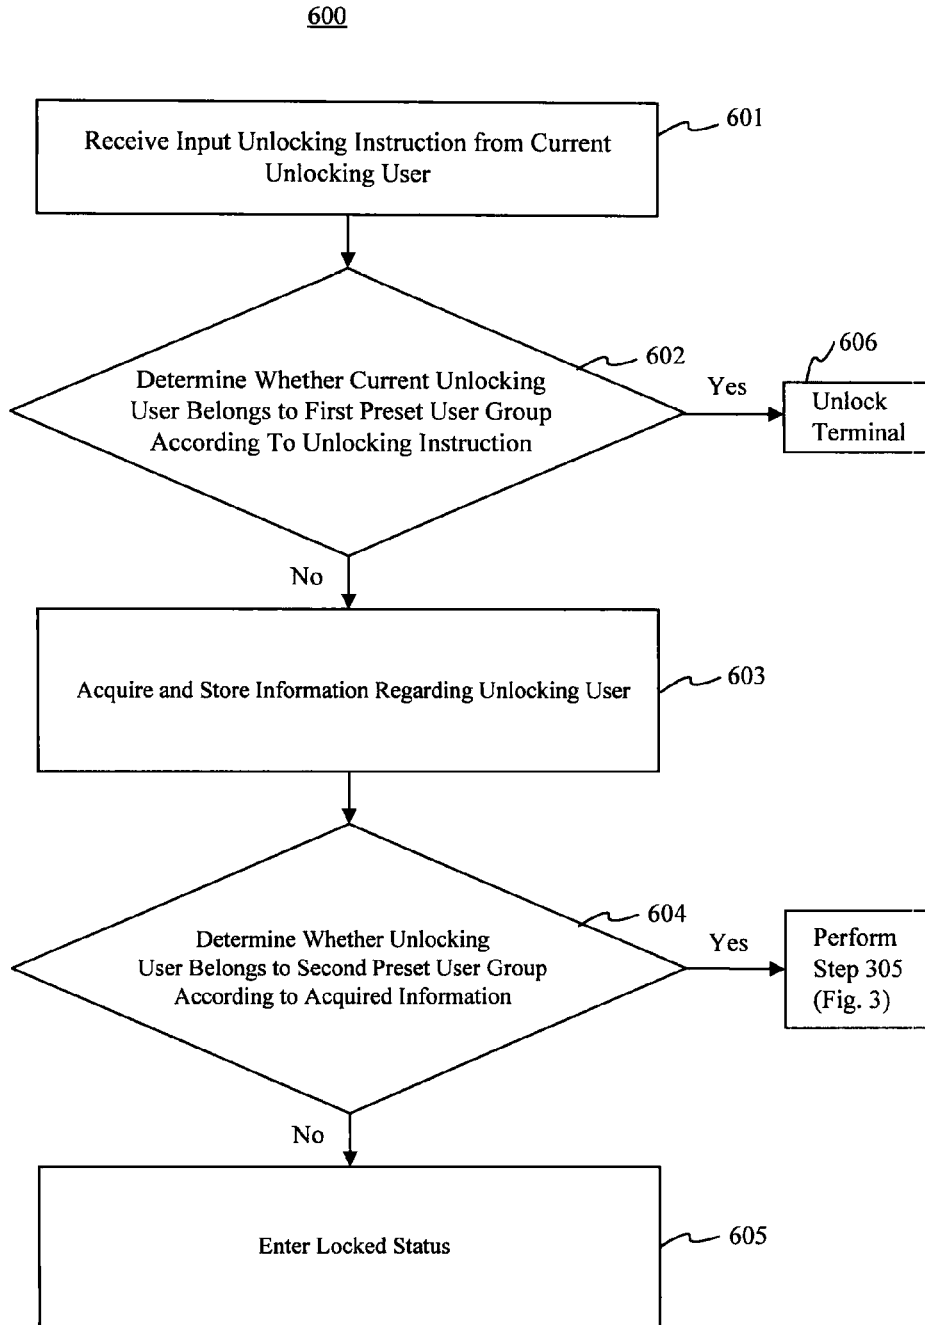 600
601
Receive Input Unlocking Instruction from Current
Unlocking User
602
606
Determine Whether Current Unlocking
User Belongs to First Preset User Group
According To Unlocking Instruction
Yes
Unlock
Terminal
No
603
Acquire and Store Information Regarding Unlocking User
604
Determine Whether Unlocking
User Belongs to Second Preset User Group
According to Acquired Information
Yes
Perform
Step 305
(Fig. 3)
No
605
Enter Locked Status